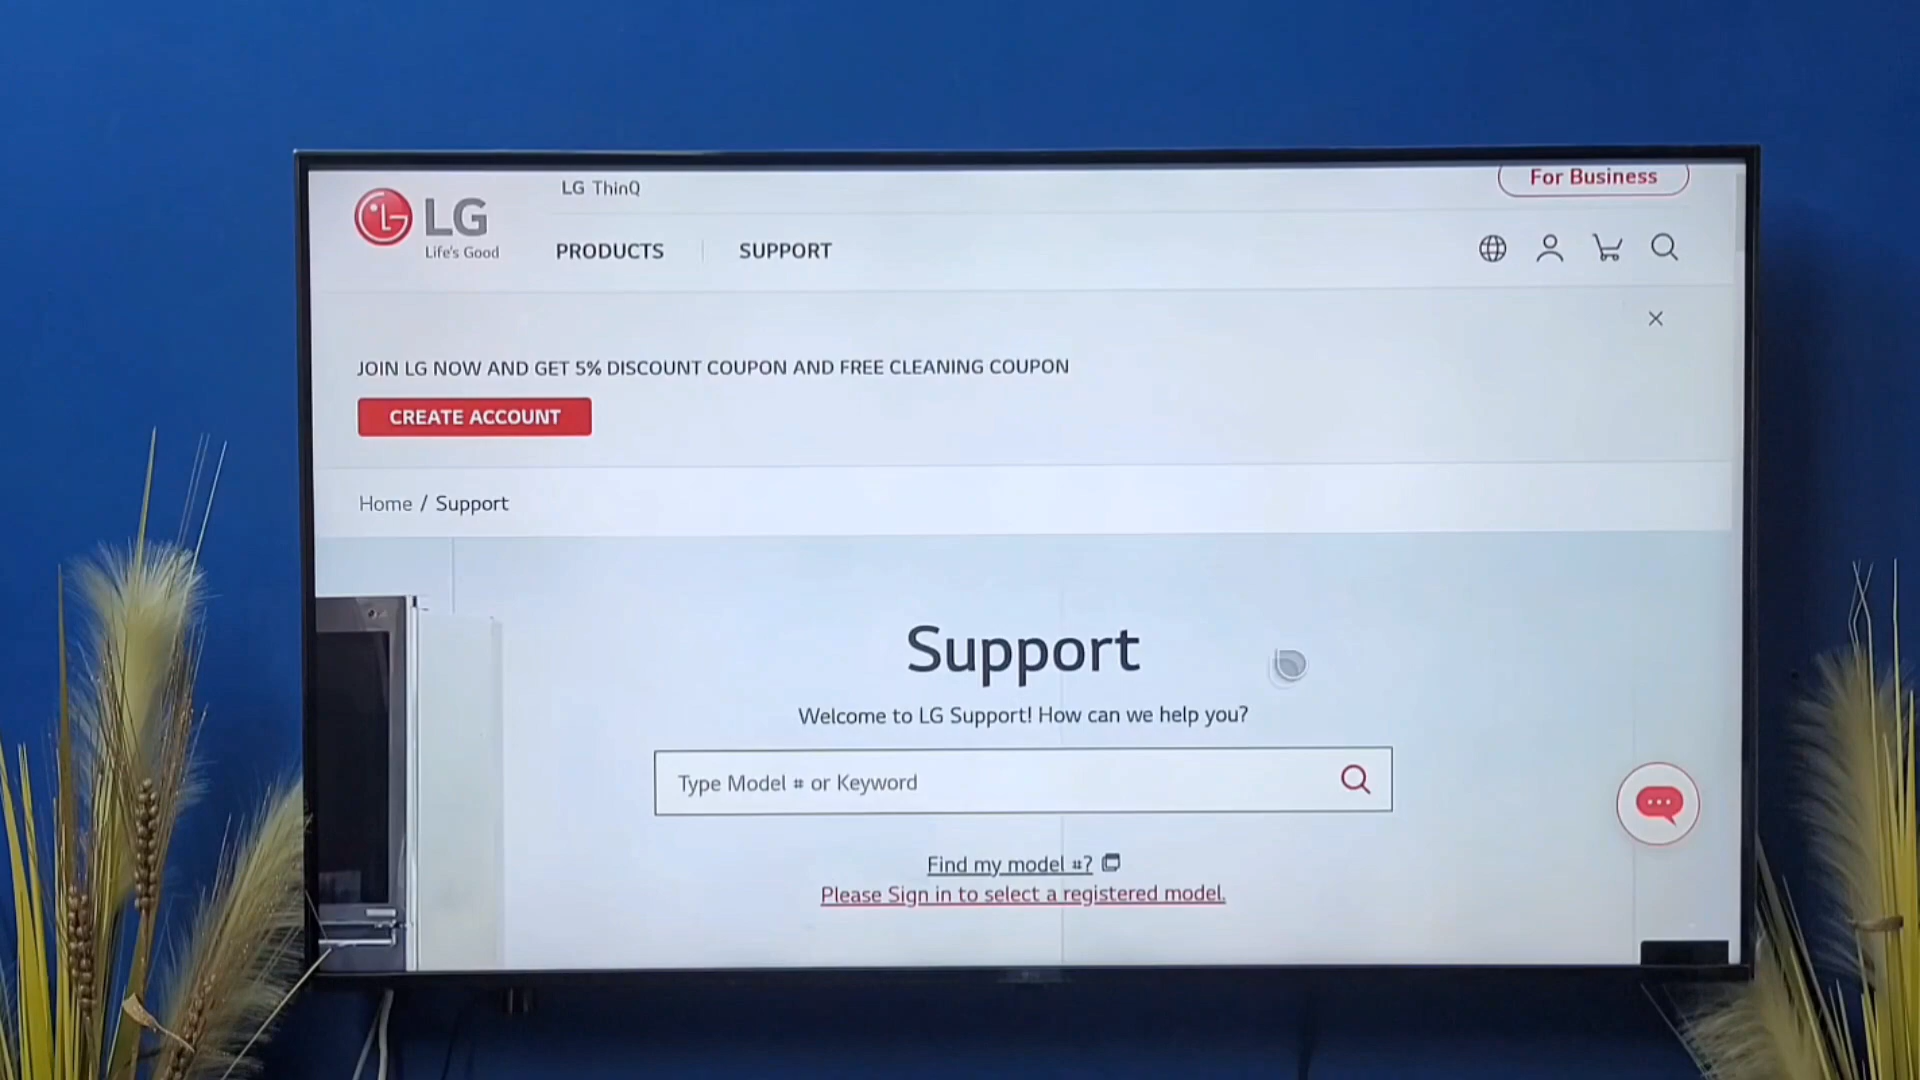 LG ThinQ
For Business
LG
Life's Good
PRODUCTS
SUPPORT
JOIN LG NOW AND GET 5% DISCOUNT COUPON AND FREE CLEANING COUPON
CREATE ACCOUNT
Home / Support
Support
Welcome to LG Support! How can we help you?
Type Model # or Keyword
Find my model #?
Please Sign in to select a registered model.